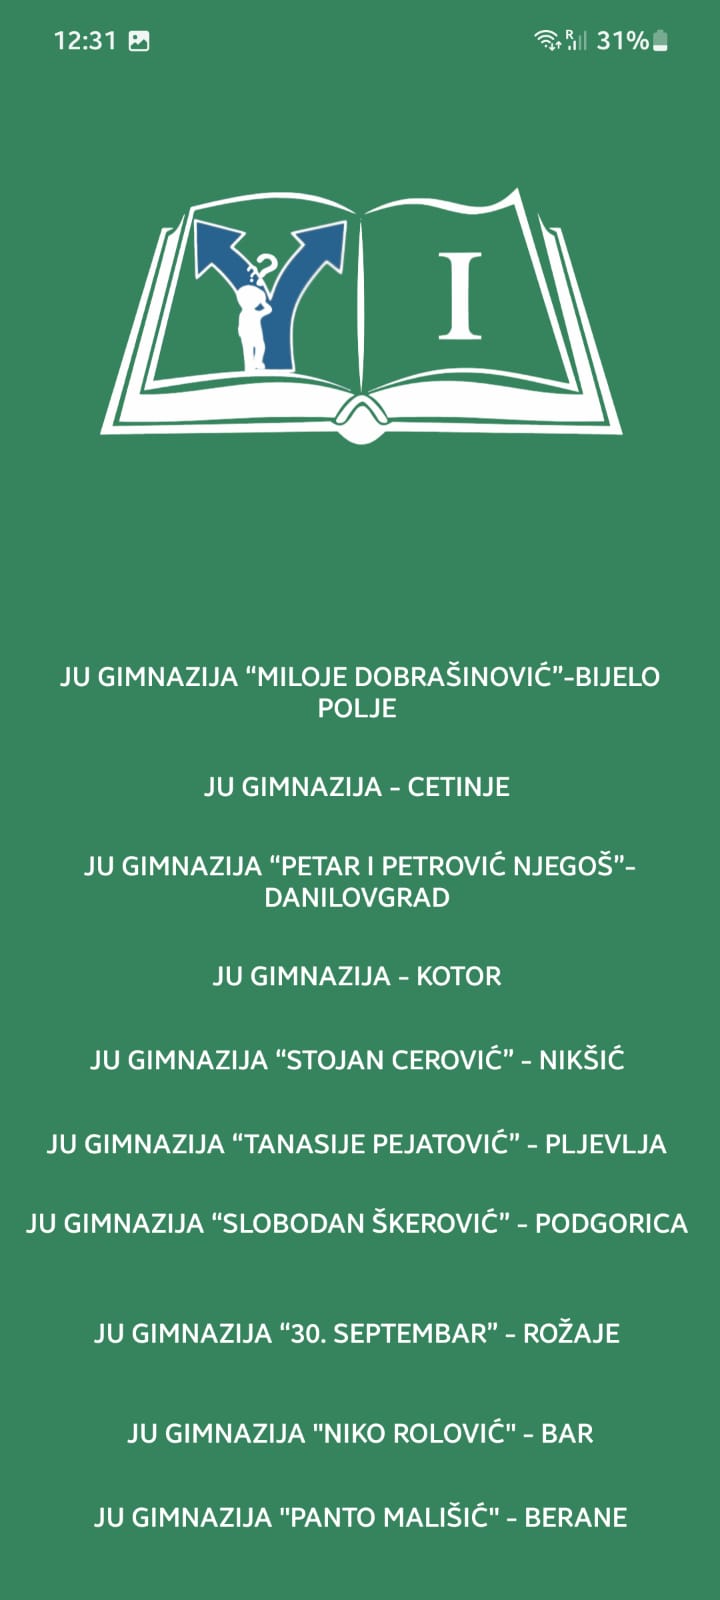 12:31
R
31%
?
?
I
JU GIMNAZIJA “MILOJE DOBRAŠINOVIĆ”-BIJELO
POLJE
JU GIMNAZIJA - CETINJE
JU GIMNAZIJA “PETAR I PETROVIĆ NJEGOŠ”-
DANILOVGRAD
JU GIMNAZIJA - KOTOR
JU GIMNAZIJA “STOJAN CEROVIĆ” - NIKŠIĆ
JU GIMNAZIJA “TANASIJE PEJATOVIĆ” - PLJEVLJA
JU GIMNAZIJA “SLOBODAN ŠKEROVIĆ” - PODGORICA
JU GIMNAZIJA “30. SEPTEMBAR” - ROŽAJE
JU GIMNAZIJA "NIKO ROLOVIĆ" - BAR
JU GIMNAZIJA "PANTO MALIŠIĆ" - BERANE